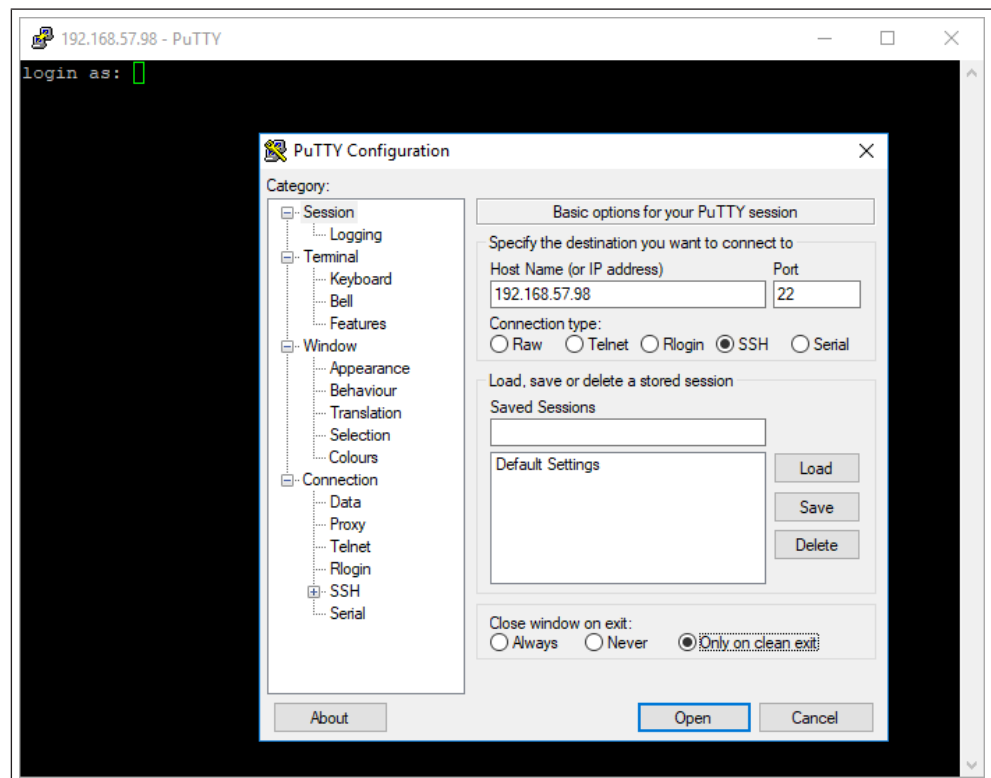 192.168.57.98 - PuTTY
login as:
PuTTY Configuration
Category:
Session
Logging
Terminal
Keyboard
Bell
Features
Window
Appearance
Behaviour
Translation
Selection
Colours
Connection
Data
Proxy
Telnet
Rlogin
SSH
Serial
Basic options for your PuTTY session
Specify the destination you want to connect to
Host Name (or IP address) Port
192.168.57.98 22
Connection type:
Raw Telnet Rlogin SSH Serial
Load, save or delete a stored session
Saved Sessions
Default Settings
Load
Save
Delete
Close window on exit:
Always Never Only on clean exit
About Open Cancel